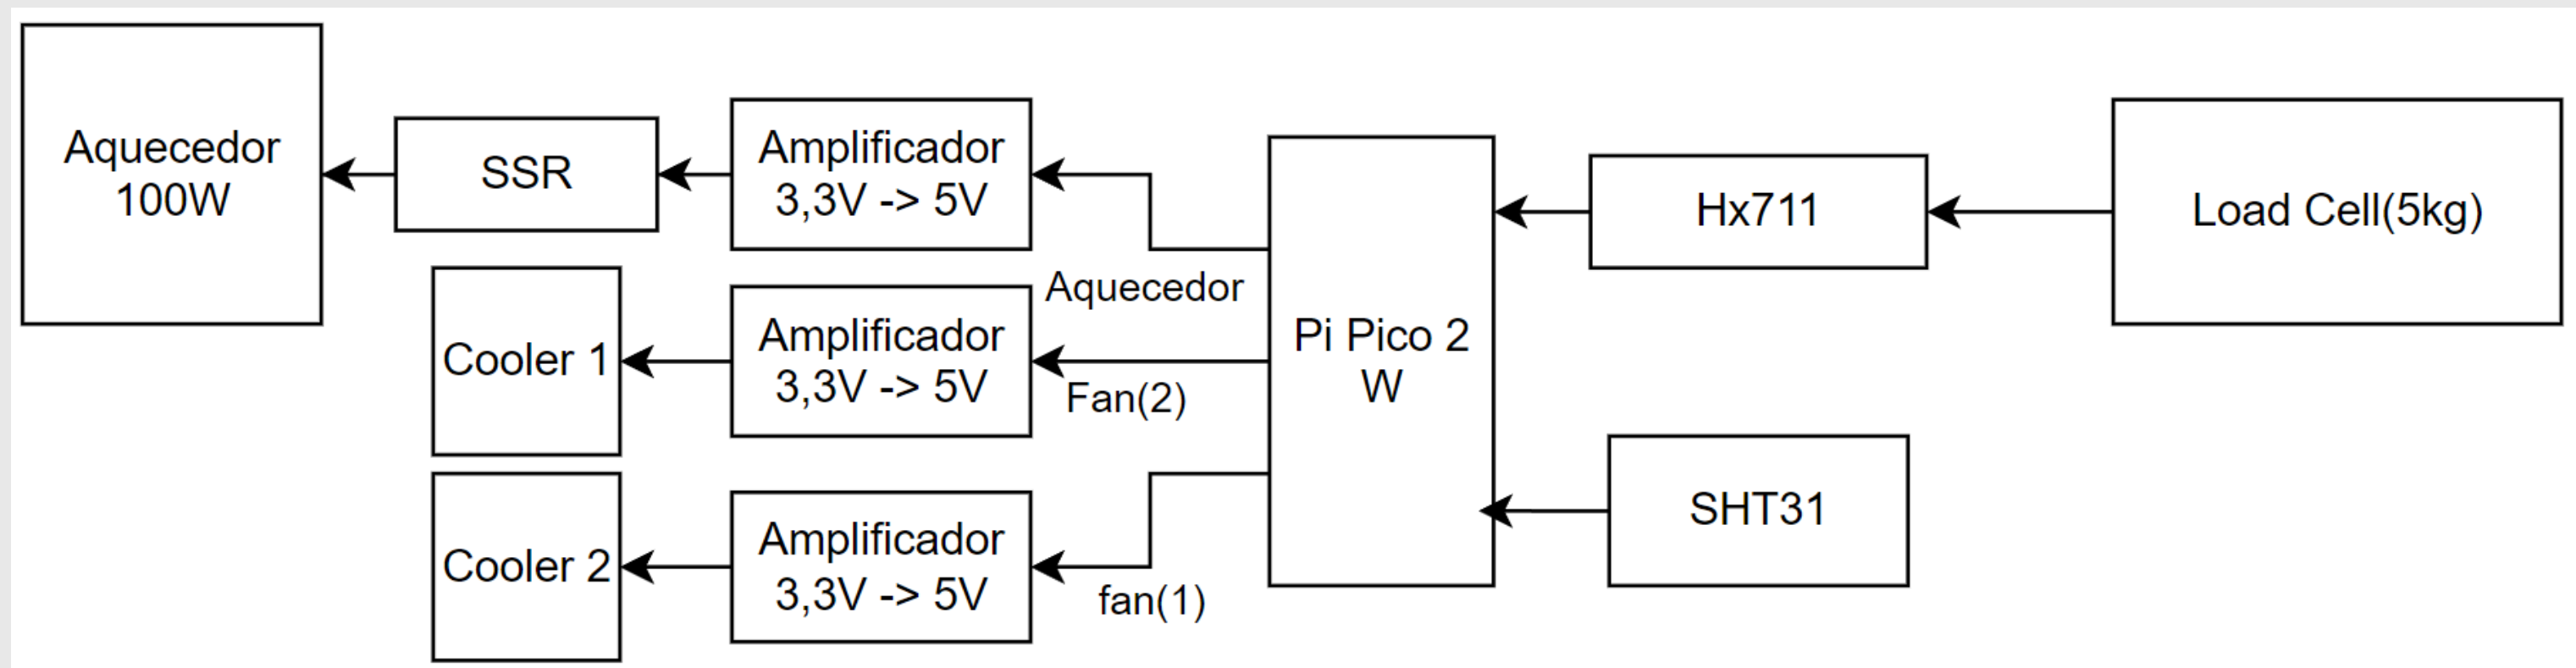 Aquecedor
100W
SSR
Amplificador
3,3V -> 5V
Aquecedor
Cooler 1
Amplificador
3,3V -> 5V
Fan(2)
Cooler 2
Amplificador
3,3V -> 5V
fan(1)
Pi Pico 2
W
Hx711
Load Cell(5kg)
SHT31